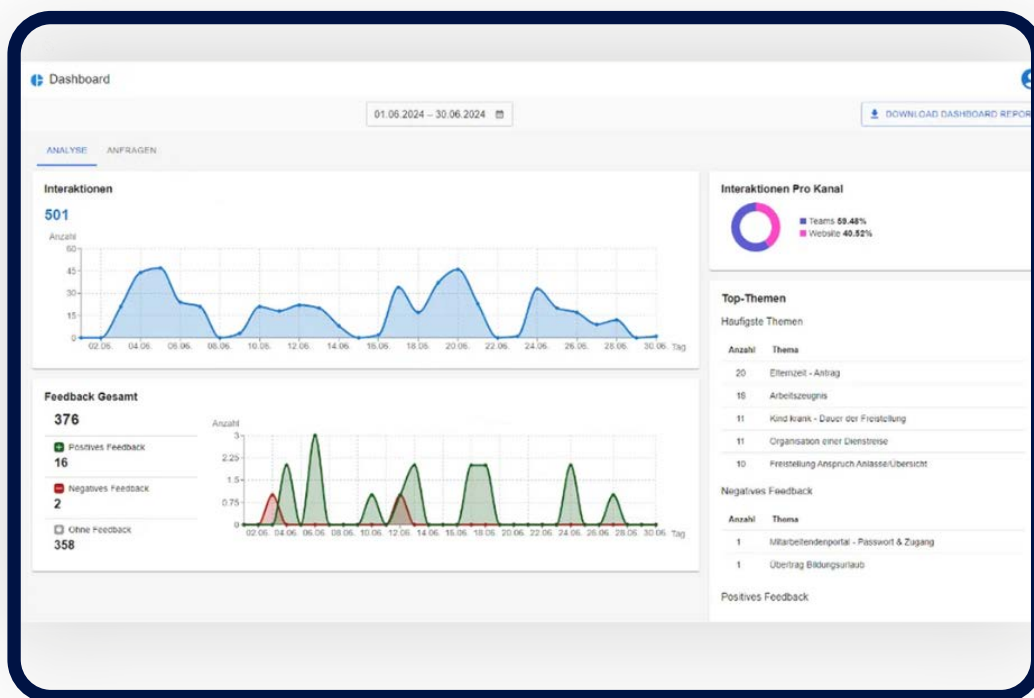 Dashboard
01.06.2024 – 30.06.2024
DOWNLOAD DASHBOARD REPOR
ANALYSE ANFRAGEN
Interaktionen
501
Anzahl
60
45
30
15
0
02.06. 04.06. 06.06. 08.06. 10.06. 12.06. 14.06. 16.06. 18.06. 20.06. 22.06. 24.06. 26.06. 28.06. 30.06. Tag
Feedback Gesamt
376
Positives Feedback
16
Negatives Feedback
2
Ohne Feedback
358
Anzahl
3
2.25
1.5
0.75
0
02.06. 04.06. 06.06. 08.06. 10.06. 12.06. 14.06. 16.06. 18.06. 20.06. 22.06. 24.06. 26.06. 28.06. 30.06. Tag
Interaktionen Pro Kanal
Teams 59.48%
Website 40.52%
Top-Themen
Häufigste Themen
Anzahl Thema
20 Elternzeit - Antrag
Arbeitszeugnis
11 Kind krank - Dauer der Freistellung
11 Organisation einer Dienstreise
10 Freistellung Anspruch Anlässe/Übersicht
Negatives Feedback
Anzahl Thema
1 Mitarbeitendenportal - Passwort & Zugang
1 Übertrag Bildungsurlaub
Positives Feedback